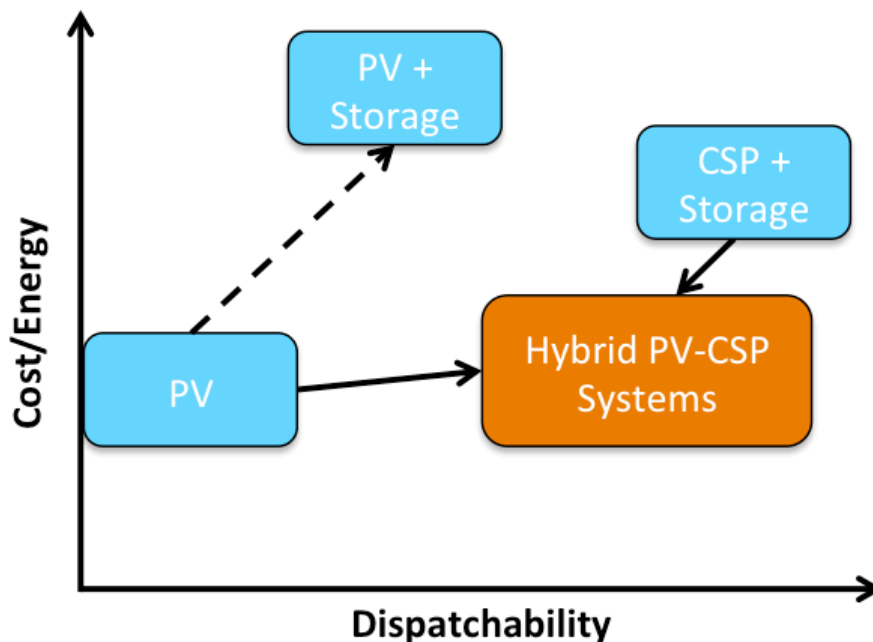 PV +
Storage
CSP +
Storage
Cost/Energy
PV
Hybrid PV-CSP
Systems
Dispatchability